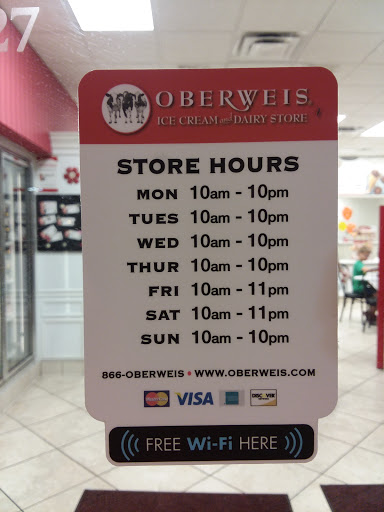 27
OBERWEIS
ICE CREAM and DAIRY STORE
STORE HOURS
MON 10am - 10pm
TUES 10am - 10pm
WED 10am - 10pm
THUR 10am - 10pm
FRI 10am - 11pm
SAT 10am - 11pm
SUN 10am - 10pm
866-OBERWEIS • WWW.OBERWEIS.COM
MasterCard VISA DISCOVER
FREE Wi-Fi HERE